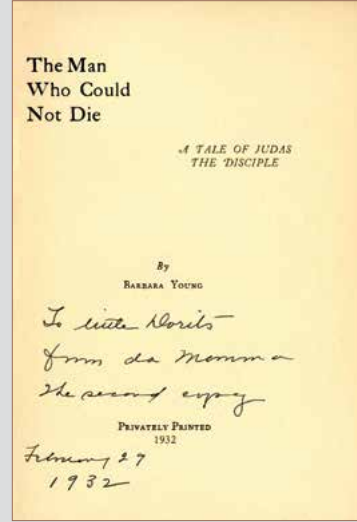 The Man
Who Could
Not Die
A TALE OF JUDAS
THE DISCIPLE
By
BARBARA YOUNG
To little Dorits
from da Momma
The second copy
PRIVATELY PRINTED
1932
February 27
1932